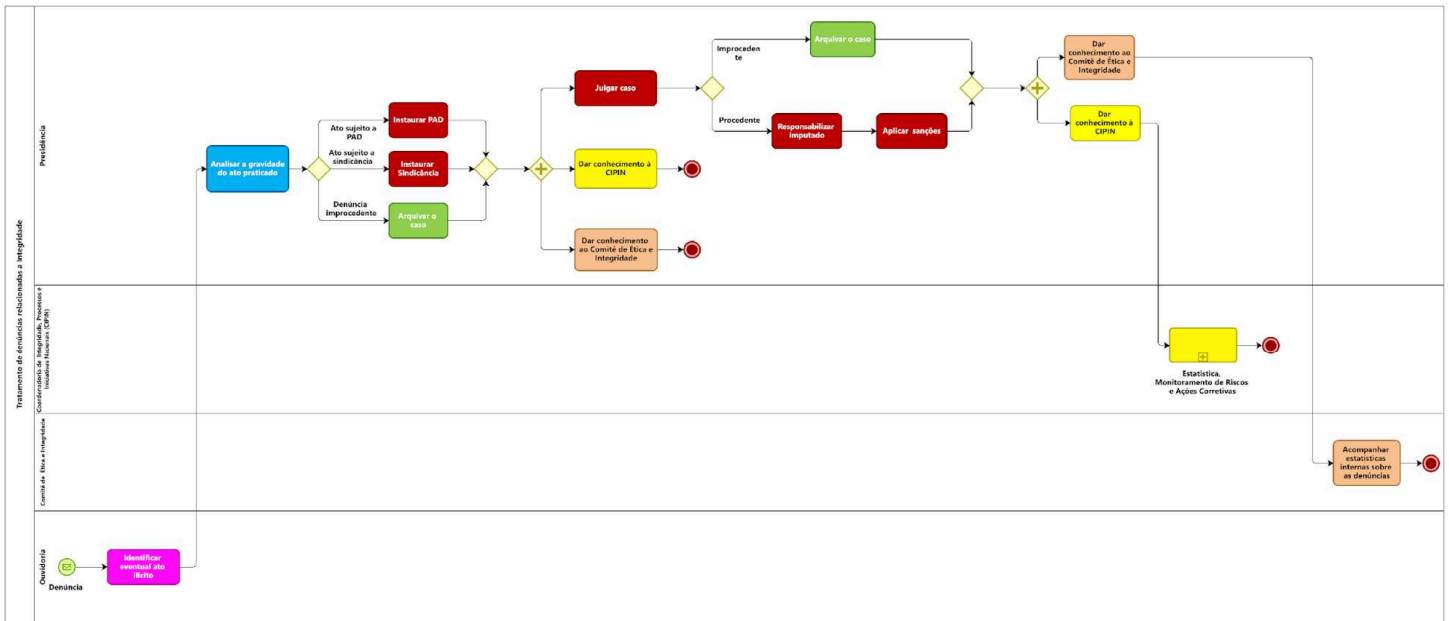 Tratamento de denúncias relacionadas a Integridade
Presidência
Analisar a gravidade
do ato praticado
Ato sujeito a
PAD
Ato sujeito a
sindicância
Denúncia
improcedente
Instaurar PAD
Instaurar
Sindicância
Arquivar o
caso
Julgar caso
Dar conhecimento à
CIPIN
Dar conhecimento
ao Comitê de Ética e
Integridade
Improceden
te
Procedente
Arquivar o caso
Responsabilizar
imputado
Aplicar sanções
Dar
conhecimento ao
Comitê de Ética e
Integridade
Dar
conhecimento à
CIPIN
Coordenadoria de Integridade, Processos e
Iniciativas Nacionais (CIPIN)
Estatística,
Monitoramento de Riscos
e Ações Corretivas
Comitê de Ética e Integridade
Acompanhar
estatísticas
internas sobre
as denúncias
Ouvidoria
Denúncia
Identificar
eventual ato
ilícito